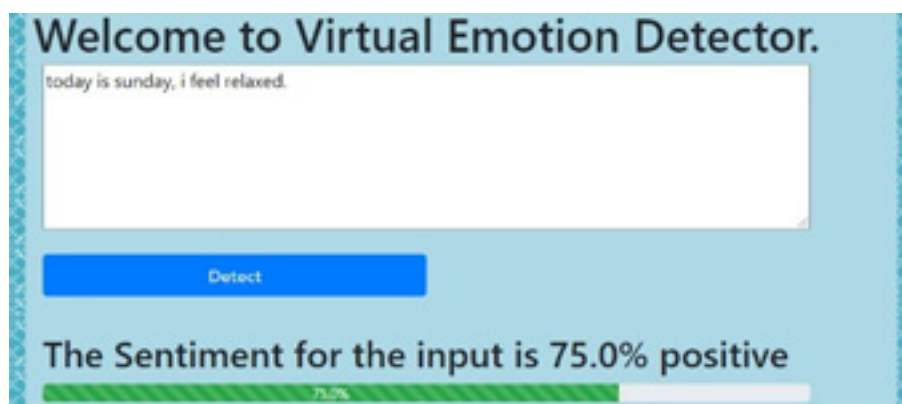 Welcome to Virtual Emotion Detector.
today is sunday, i feel relaxed.
Detect
The Sentiment for the input is 75.0% positive
75.0%